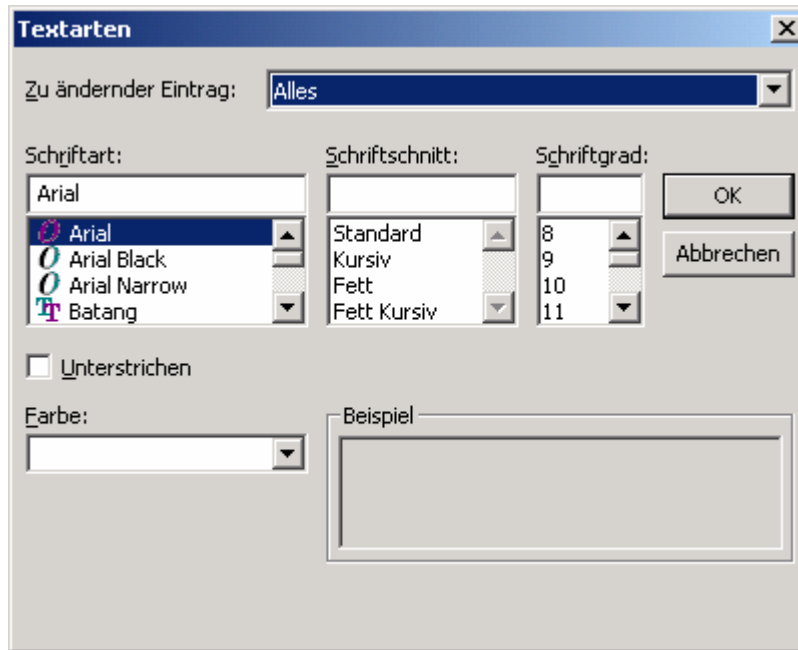 Textarten
Zu ändernder Eintrag: Alles
Schriftart: Schriftschnitt: Schriftgrad:
Arial OK
Arial Standard 8
Arial Black Kursiv 9 Abbrechen
Arial Narrow Fett 10
Batang Fett Kursiv 11
Unterstrichen
Farbe: Beispiel